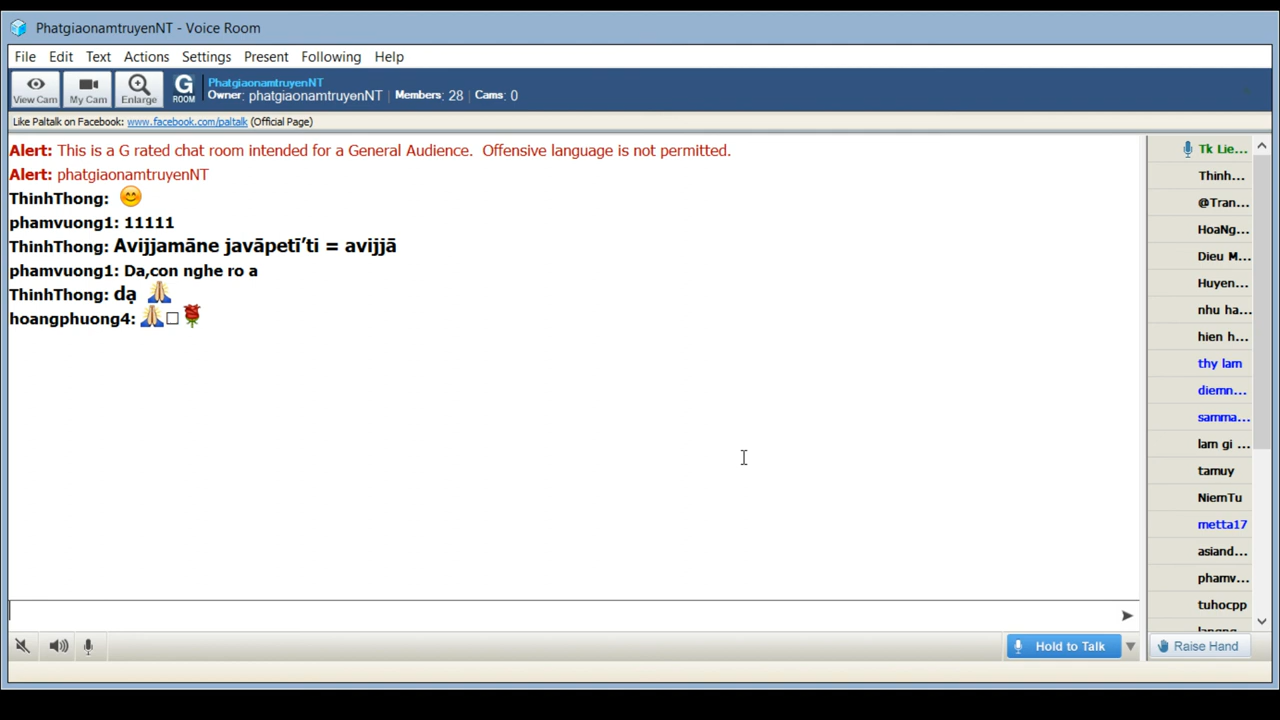 PhatgiaonamtruyenNT - Voice Room
File Edit Text Actions Settings Present Following Help
View Cam My Cam Enlarge G ROOM
PhatgiaonamtruyenNT
Owner: phatgiaonamtruyenNT Members: 28 Cams: 0
Like Paltalk on Facebook: www.facebook.com/paltalk (Official Page)
Alert: This is a G rated chat room intended for a General Audience. Offensive language is not permitted.
Alert: phatgiaonamtruyenNT
ThinhThong: 😊
phamvuong1: 11111
ThinhThong: Avijjamāne javāpetī’ti = avijjā
phamvuong1: Da,con nghe ro a
ThinhThong: dạ 🙏
hoangphuong4: 🙏□🌹
Tk Lie...
Thinh...
@Tran...
HoaNg...
Dieu M...
Huyen...
nhu ha...
hien h...
thy lam
diemn...
samma...
lam gi ...
tamuy
NiemTu
metta17
asiand...
phamv...
tuhocpp
Hold to Talk
Raise Hand